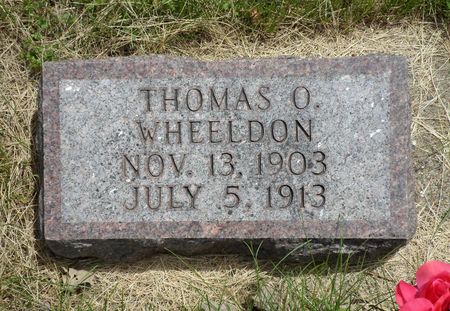 THOMAS O.
WHEELDON
NOV. 13, 1903
JULY 5, 1913